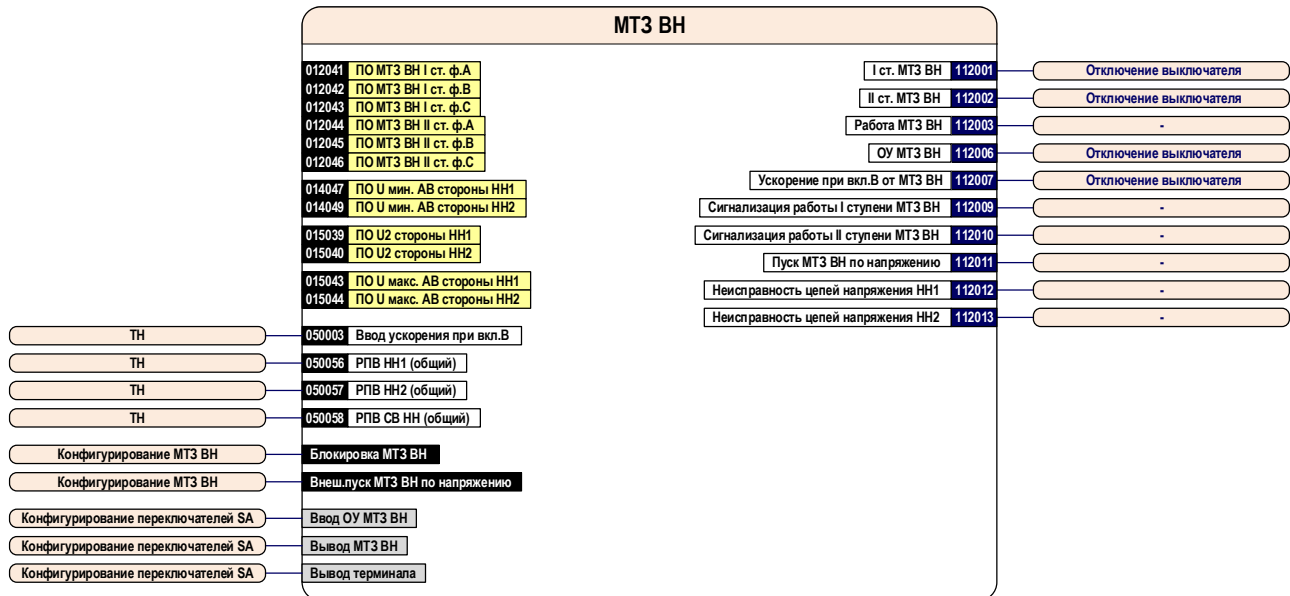 МТЗ ВН
012041 ПО МТЗ ВН I ст. ф.А
012042 ПО МТЗ ВН I ст. ф.В
012043 ПО МТЗ ВН I ст. ф.С
012044 ПО МТЗ ВН II ст. ф.А
012045 ПО МТЗ ВН II ст. ф.В
012046 ПО МТЗ ВН II ст. ф.С
014047 ПО U мин. АВ стороны НН1
014049 ПО U мин. АВ стороны НН2
015039 ПО U2 стороны НН1
015040 ПО U2 стороны НН2
015043 ПО U макс. АВ стороны НН1
015044 ПО U макс. АВ стороны НН2
ТН 050003 Ввод ускорения при вкл.В
ТН 050056 РПВ НН1 (общий)
ТН 050057 РПВ НН2 (общий)
ТН 050058 РПВ СВ НН (общий)
Конфигурирование МТЗ ВН Блокировка МТЗ ВН
Конфигурирование МТЗ ВН Внеш.пуск МТЗ ВН по напряжению
Конфигурирование переключателей SA Ввод ОУ МТЗ ВН
Конфигурирование переключателей SA Вывод МТЗ ВН
Конфигурирование переключателей SA Вывод терминала
I ст. МТЗ ВН 112001 Отключение выключателя
II ст. МТЗ ВН 112002 Отключение выключателя
Работа МТЗ ВН 112003 -
ОУ МТЗ ВН 112006 Отключение выключателя
Ускорение при вкл.В от МТЗ ВН 112007 Отключение выключателя
Сигнализация работы I ступени МТЗ ВН 112009 -
Сигнализация работы II ступени МТЗ ВН 112010 -
Пуск МТЗ ВН по напряжению 112011 -
Неисправность цепей напряжения НН1 112012 -
Неисправность цепей напряжения НН2 112013 -